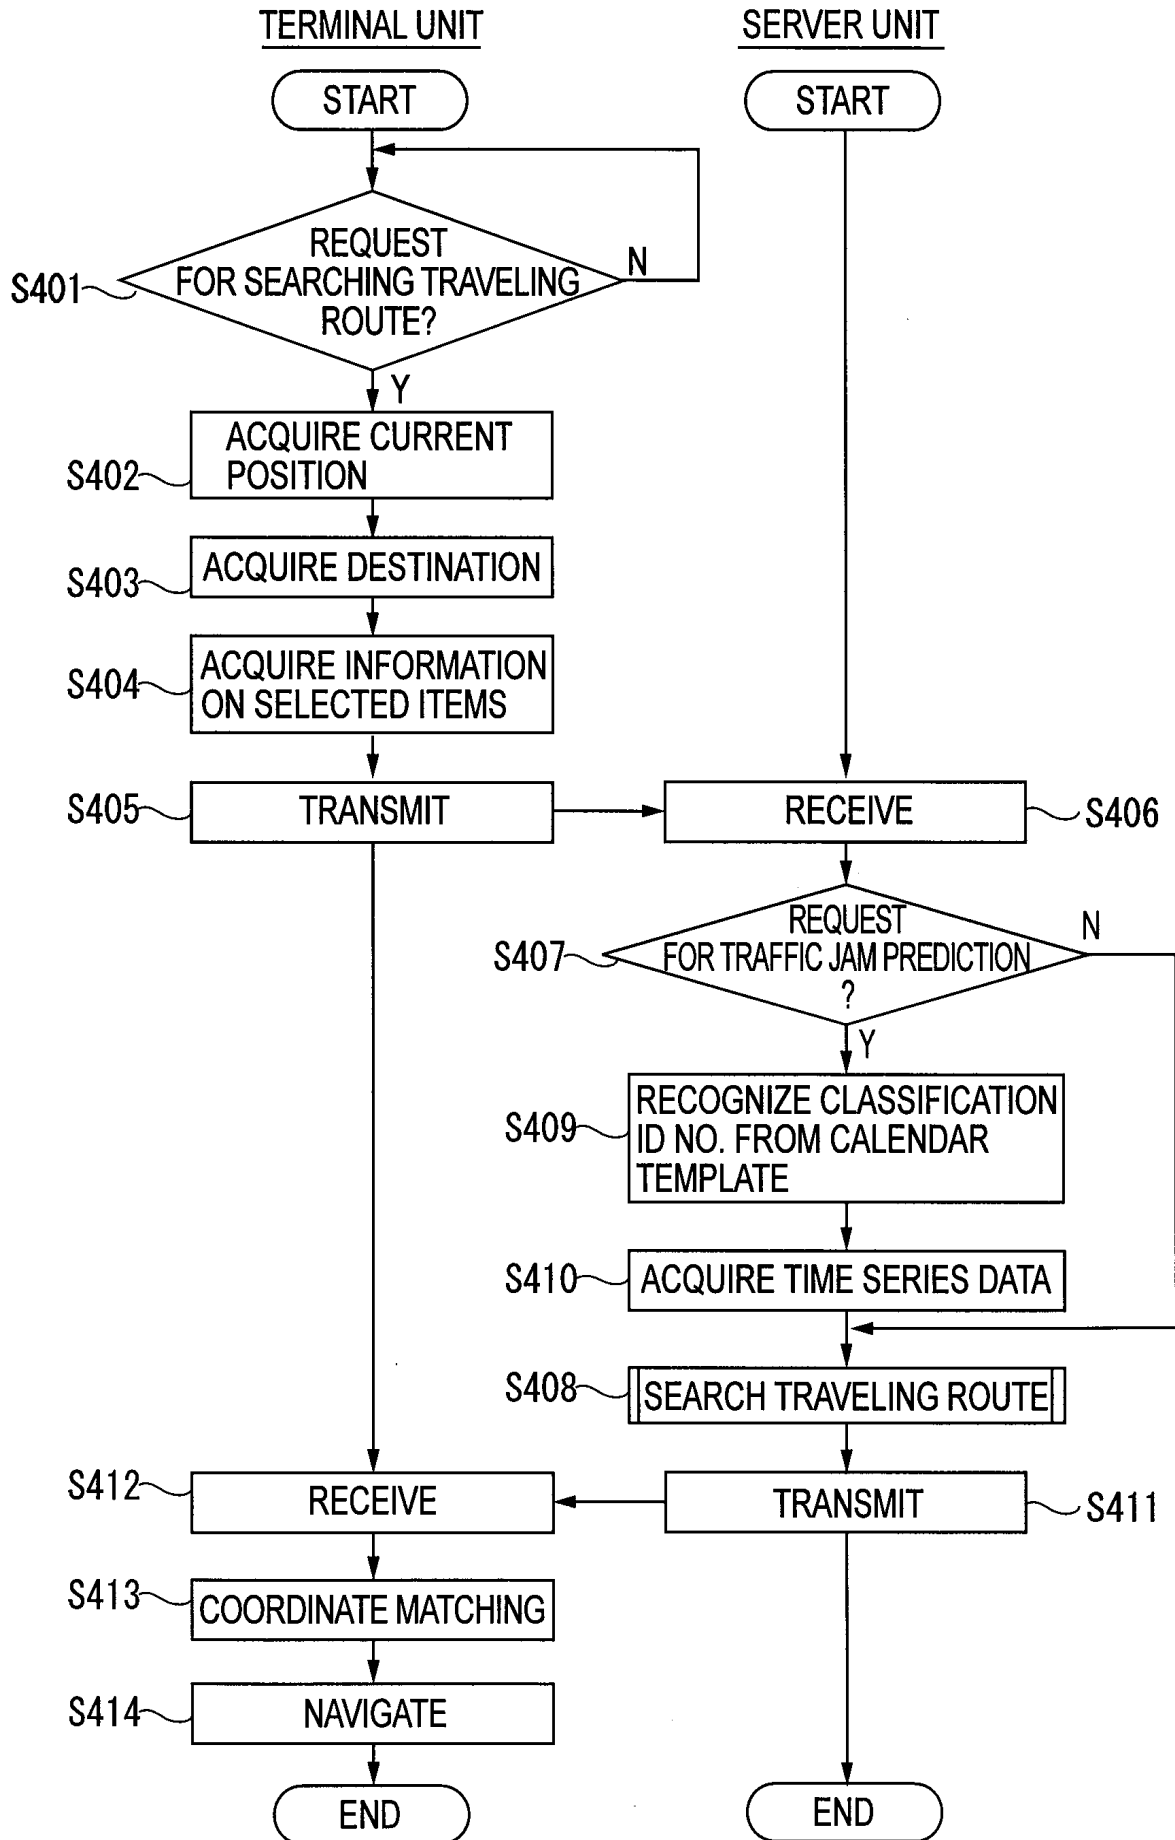 TERMINAL UNIT
SERVER UNIT
START
START
REQUEST
FOR SEARCHING TRAVELING
ROUTE?
N
S401
Y
ACQUIRE CURRENT
POSITION
S402
ACQUIRE DESTINATION
S403
ACQUIRE INFORMATION
ON SELECTED ITEMS
S404
S405
TRANSMIT
RECEIVE
S406
REQUEST
FOR TRAFFIC JAM PREDICTION
?
N
S407
Y
RECOGNIZE CLASSIFICATION
ID NO. FROM CALENDAR
TEMPLATE
S409
S410
ACQUIRE TIME SERIES DATA
S408
SEARCH TRAVELING ROUTE
S412
RECEIVE
TRANSMIT
S411
S413
COORDINATE MATCHING
S414
NAVIGATE
END
END